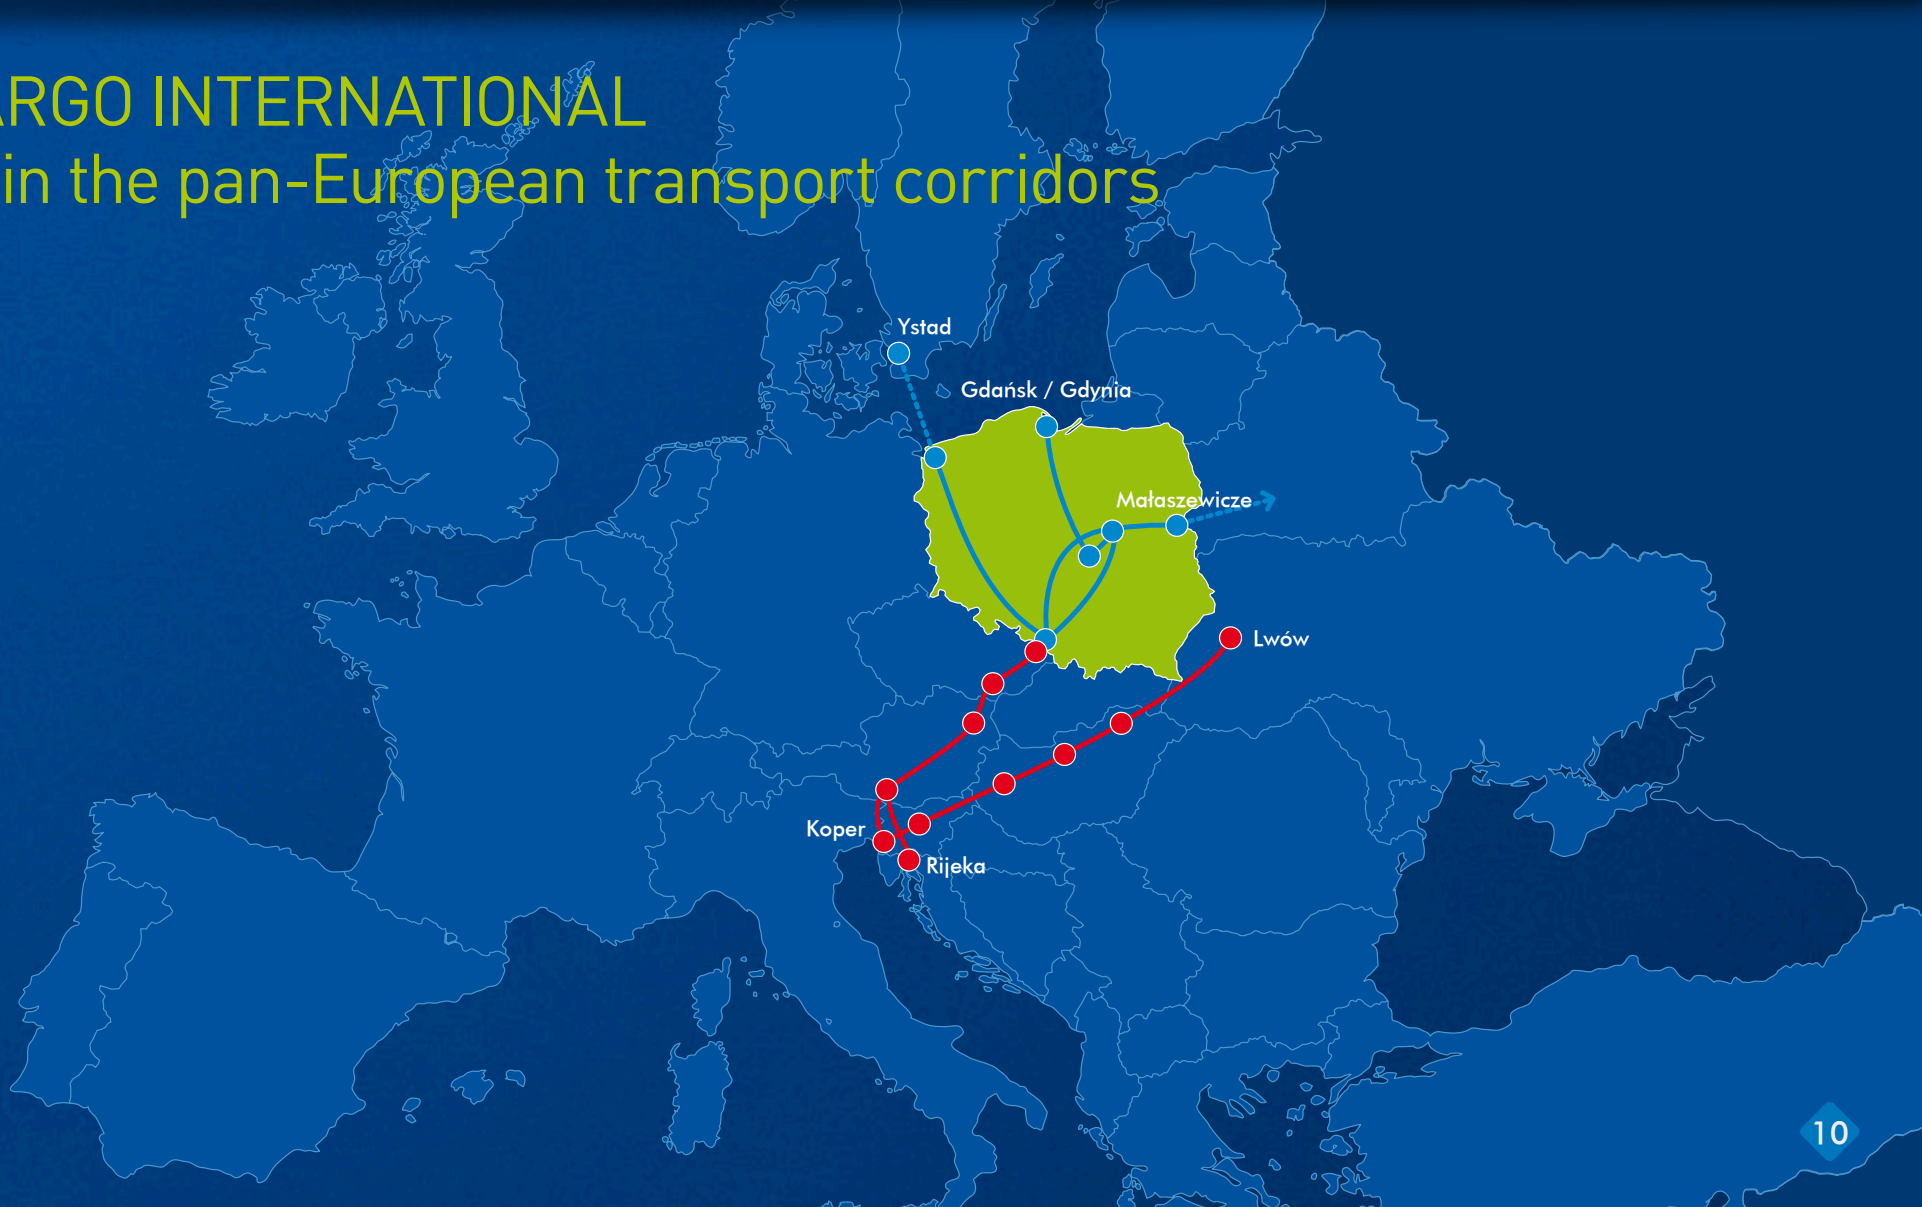 ARGO INTERNATIONAL
in the pan-European transport corridors
Ystad
Gdańsk / Gdynia
Małaszewicze
Lwów
Koper
Rijeka
10